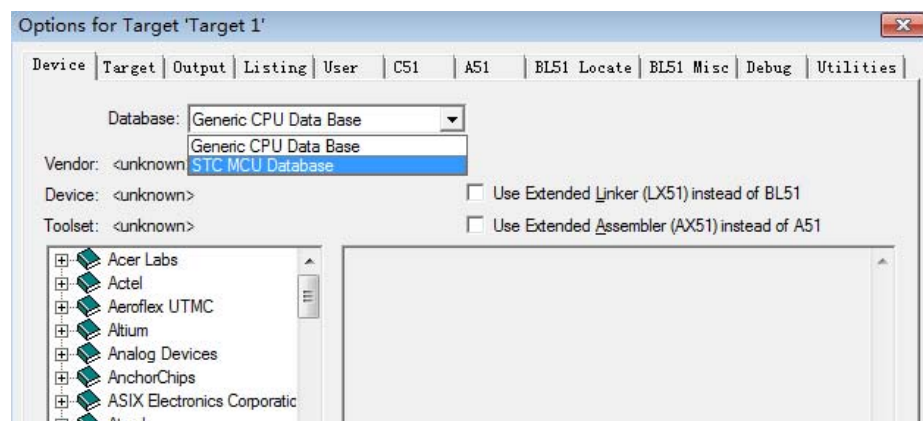 Options for Target 'Target 1'
Device Target Output Listing User C51 A51 BL51 Locate BL51 Misc Debug Utilities
Database: Generic CPU Data Base
Generic CPU Data Base
Vendor: <unknown STC MCU Database
Device: <unknown> Use Extended Linker (LX51) instead of BL51
Toolset: <unknown> Use Extended Assembler (AX51) instead of A51
Acer Labs
Actel
Aeroflex UTMC
Altium
Analog Devices
AnchorChips
ASIX Electronics Corporatic